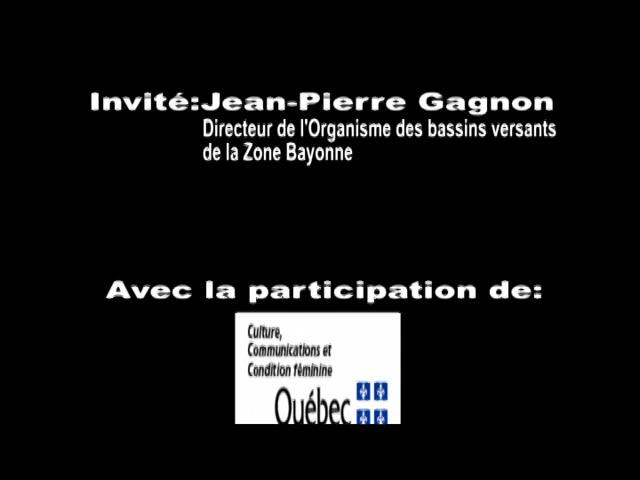 Invité:Jean-Pierre Gagnon
Directeur de l'Organisme des bassins versants
de la Zone Bayonne
Avec la participation de:
Culture,
Communications et
Condition féminine
Québec